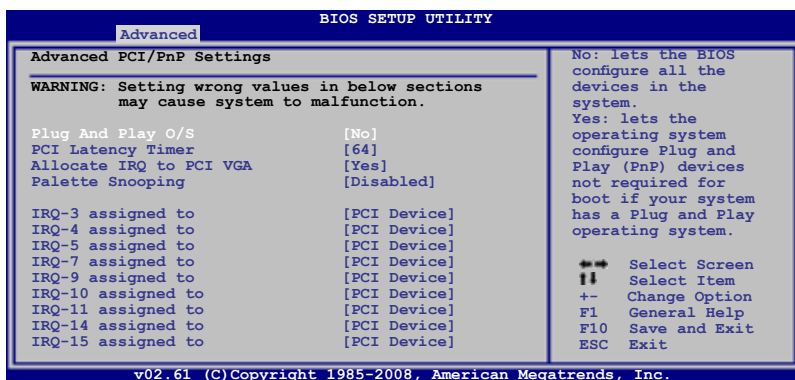 BIOS SETUP UTILITY
Advanced
Advanced PCI/PnP Settings
WARNING: Setting wrong values in below sections
may cause system to malfunction.
Plug And Play O/S [No]
PCI Latency Timer [64]
Allocate IRQ to PCI VGA [Yes]
Palette Snooping [Disabled]
IRQ-3 assigned to [PCI Device]
IRQ-4 assigned to [PCI Device]
IRQ-5 assigned to [PCI Device]
IRQ-7 assigned to [PCI Device]
IRQ-9 assigned to [PCI Device]
IRQ-10 assigned to [PCI Device]
IRQ-11 assigned to [PCI Device]
IRQ-14 assigned to [PCI Device]
IRQ-15 assigned to [PCI Device]
No: lets the BIOS
configure all the
devices in the
system.
Yes: lets the
operating system
configure Plug and
Play (PnP) devices
not required for
boot if your system
has a Plug and Play
operating system.
←→ Select Screen
↑↓ Select Item
+- Change Option
F1 General Help
F10 Save and Exit
ESC Exit
v02.61 (C)Copyright 1985-2008, American Megatrends, Inc.